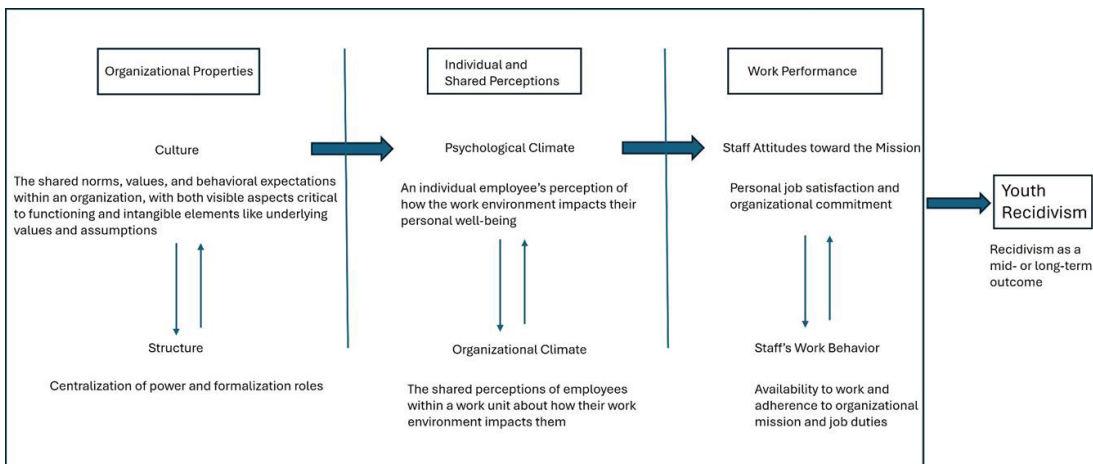 Organizational Properties
Individual and
Shared Perceptions
Work Performance
Culture
The shared norms, values, and behavioral expectations
within an organization, with both visible aspects critical
to functioning and intangible elements like underlying
values and assumptions
Structure
Centralization of power and formalization roles
Psychological Climate
An individual employee's perception of
how the work environment impacts their
personal well-being
Organizational Climate
The shared perceptions of employees
within a work unit about how their work
environment impacts them
Staff Attitudes toward the Mission
Personal job satisfaction and
organizational commitment
Staff's Work Behavior
Availability to work and
adherence to organizational
mission and job duties
Youth
Recidivism
Recidivism as a
mid- or long-term
outcome